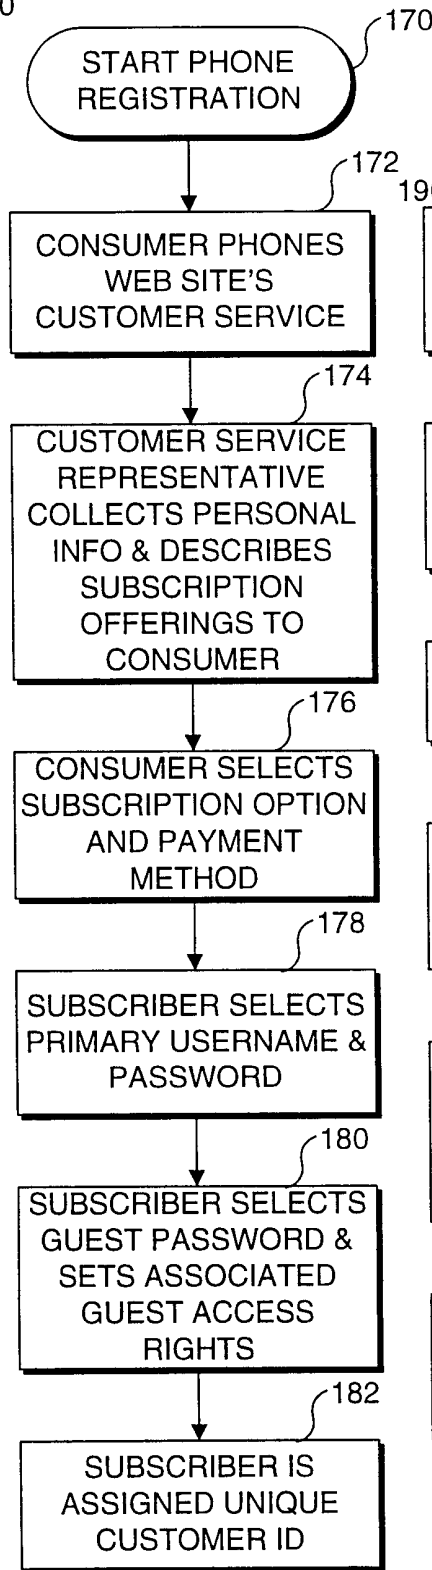 0
170
START PHONE
REGISTRATION
172
19
CONSUMER PHONES
WEB SITE'S
CUSTOMER SERVICE
174
CUSTOMER SERVICE
REPRESENTATIVE
COLLECTS PERSONAL
INFO & DESCRIBES
SUBSCRIPTION
OFFERINGS TO
CONSUMER
176
CONSUMER SELECTS
SUBSCRIPTION OPTION
AND PAYMENT
METHOD
178
SUBSCRIBER SELECTS
PRIMARY USERNAME &
PASSWORD
180
SUBSCRIBER SELECTS
GUEST PASSWORD &
SETS ASSOCIATED
GUEST ACCESS
RIGHTS
182
SUBSCRIBER IS
ASSIGNED UNIQUE
CUSTOMER ID